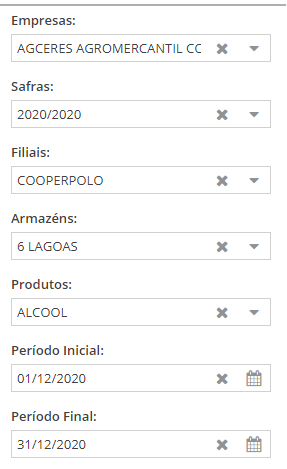 Empresas:
AGCERES AGROMERCANTIL CC
Safras:
2020/2020
Filiais:
COOPERPOLO
Armazéns:
6 LAGOAS
Produtos:
ALCOOL
Período Inicial:
01/12/2020
Período Final:
31/12/2020